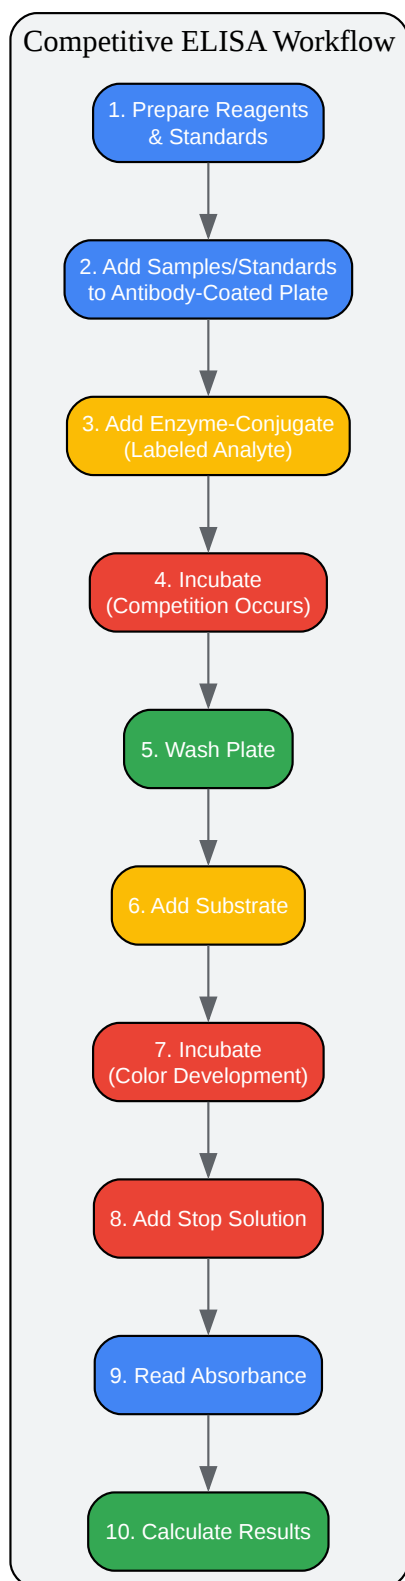 Competitive ELISA Workflow
1. Prepare Reagents
& Standards
2. Add Samples/Standards
to Antibody-Coated Plate
3. Add Enzyme-Conjugate
(Labeled Analyte)
4. Incubate
(Competition Occurs)
5. Wash Plate
6. Add Substrate
7. Incubate
(Color Development)
8. Add Stop Solution
9. Read Absorbance
10. Calculate Results